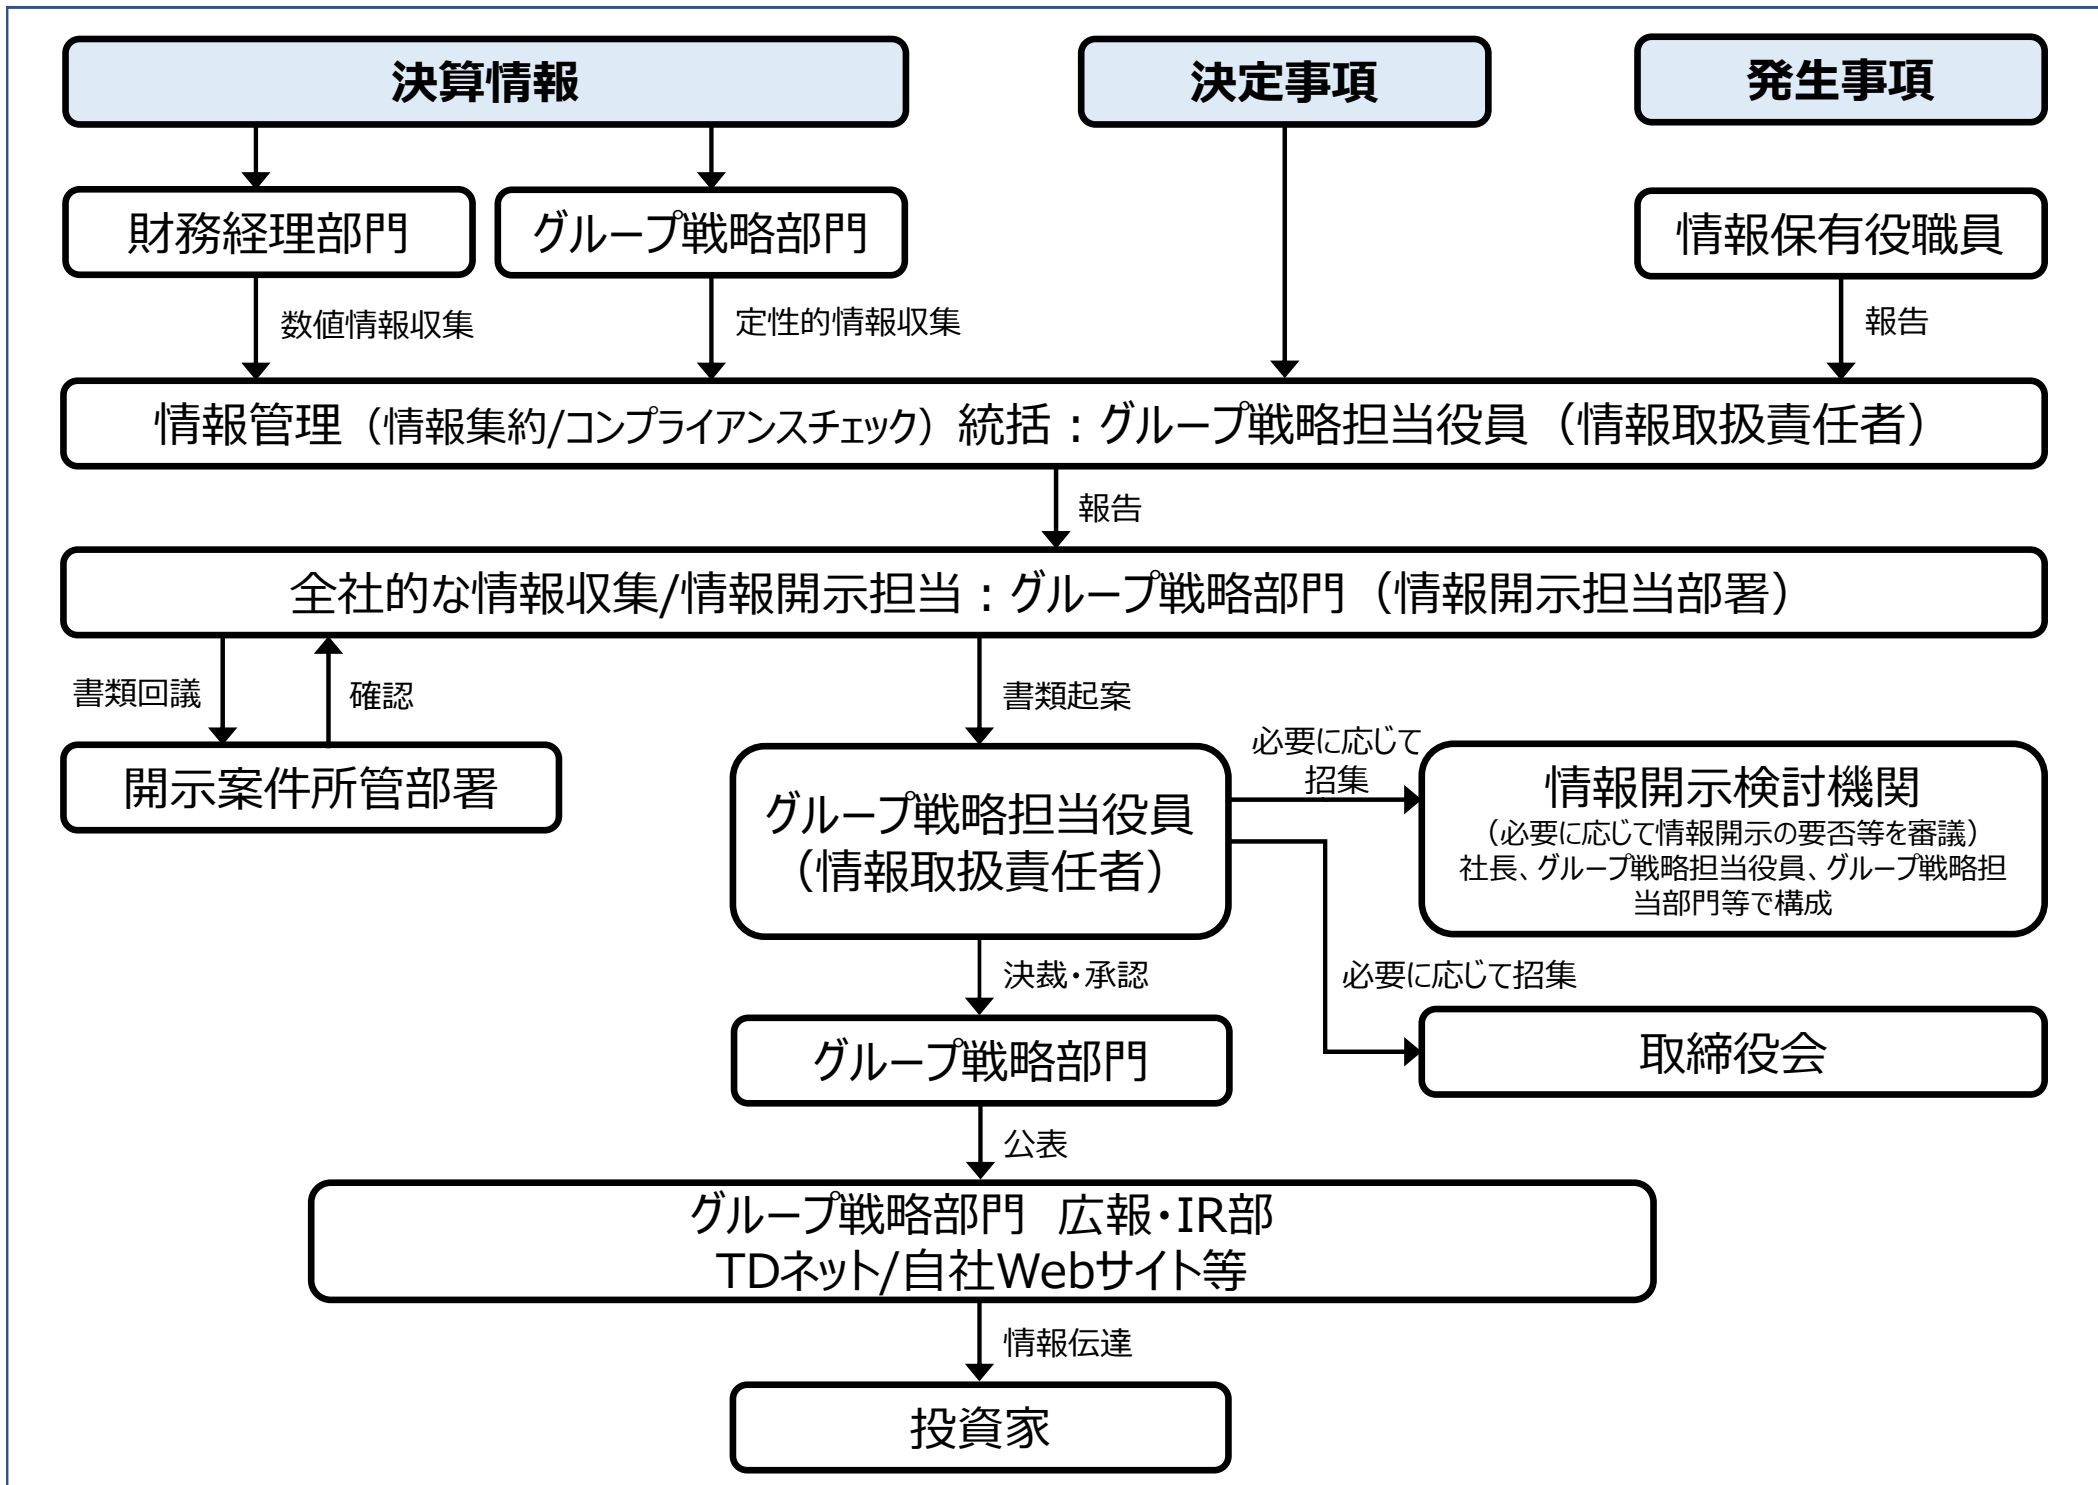 決算情報
決定事項
発生事項
財務経理部門
グループ戦略部門
情報保有役職員
数値情報収集
定性的情報収集
報告
情報管理（情報集約/コンプライアンスチェック）統括：グループ戦略担当役員（情報取扱責任者）
報告
全社的な情報収集/情報開示担当：グループ戦略部門（情報開示担当部署）
書類回議
確認
書類起案
開示案件所管部署
グループ戦略担当役員
（情報取扱責任者）
必要に応じて
招集
情報開示検討機関
（必要に応じて情報開示の要否等を審議）
社長、グループ戦略担当役員、グループ戦略担
当部門等で構成
決裁・承認
必要に応じて招集
グループ戦略部門
取締役会
公表
グループ戦略部門　広報・IR部
TDネット/自社Webサイト等
情報伝達
投資家